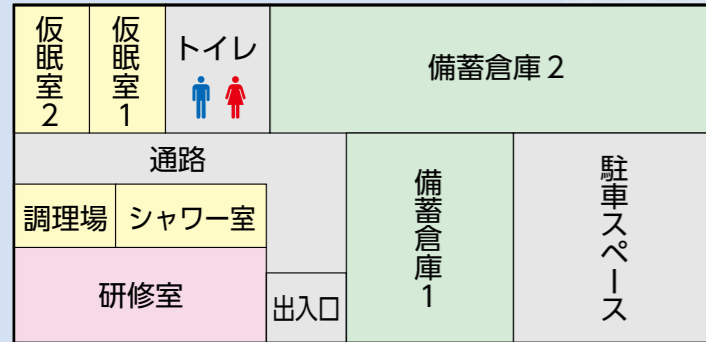 仮眠室2
仮眠室1
トイレ
備蓄倉庫2
通路
調理場
シャワー室
研修室
出入口
備蓄倉庫1
駐車スペース